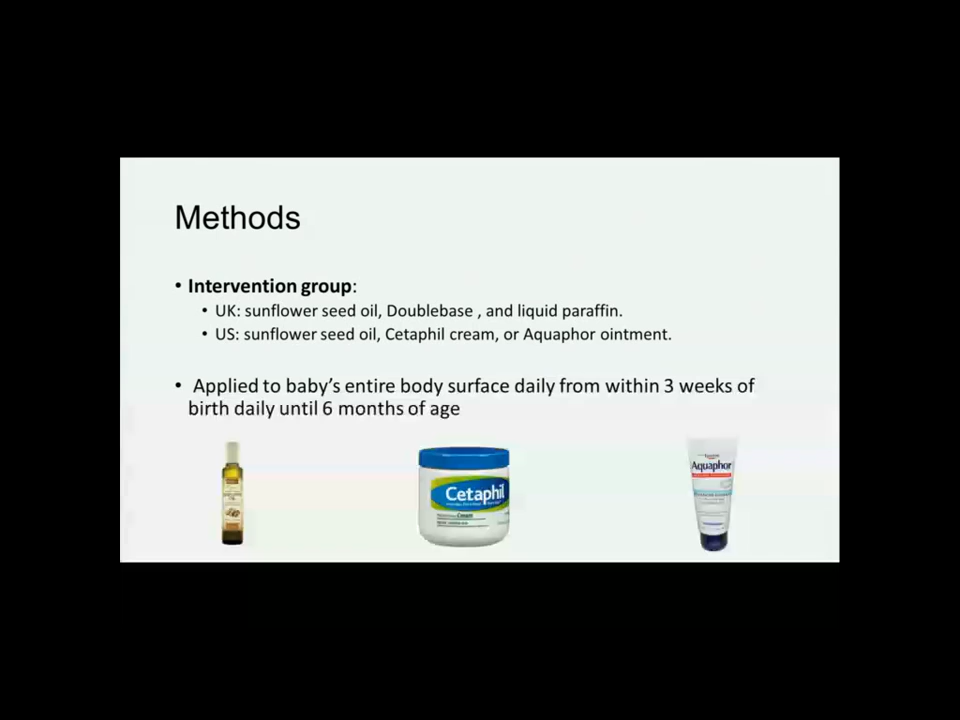 Methods
• Intervention group:
• UK: sunflower seed oil, Doublebase , and liquid paraffin.
• US: sunflower seed oil, Cetaphil cream, or Aquaphor ointment.
• Applied to baby’s entire body surface daily from within 3 weeks of
birth daily until 6 months of age
Cetaphil
Cream
Aquaphor